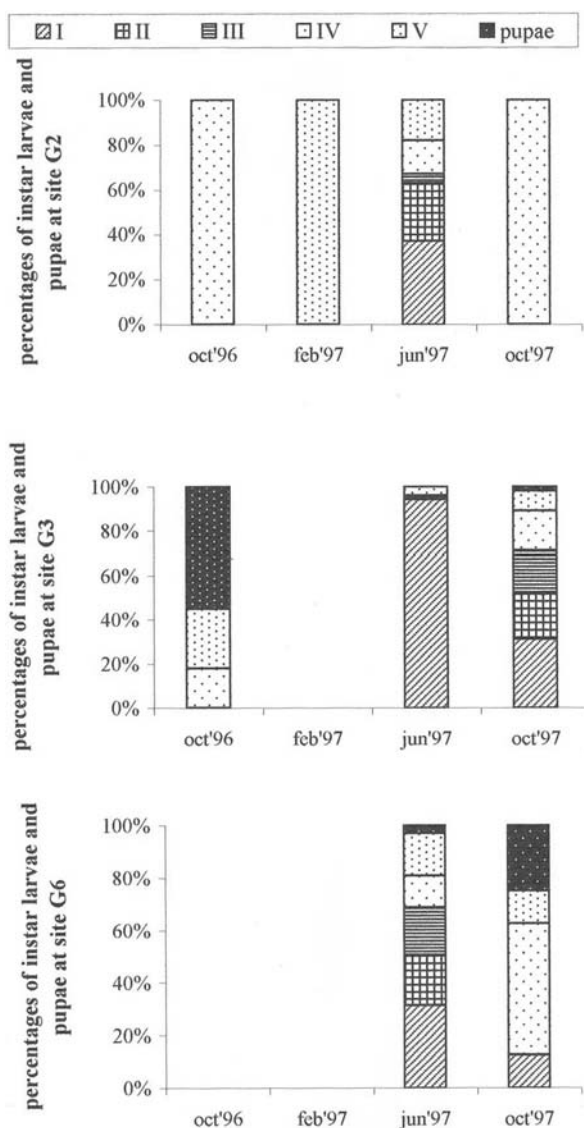 I II III IV V pupae
percentages of instar larvae and
pupae at site G2
100%
80%
60%
40%
20%
0%
oct'96 feb'97 jun'97 oct'97
percentages of instar larvae and
pupae at site G3
100%
80%
60%
40%
20%
0%
oct'96 feb'97 jun'97 oct'97
percentages of instar larvae and
pupae at site G6
100%
80%
60%
40%
20%
0%
oct'96 feb'97 jun'97 oct'97